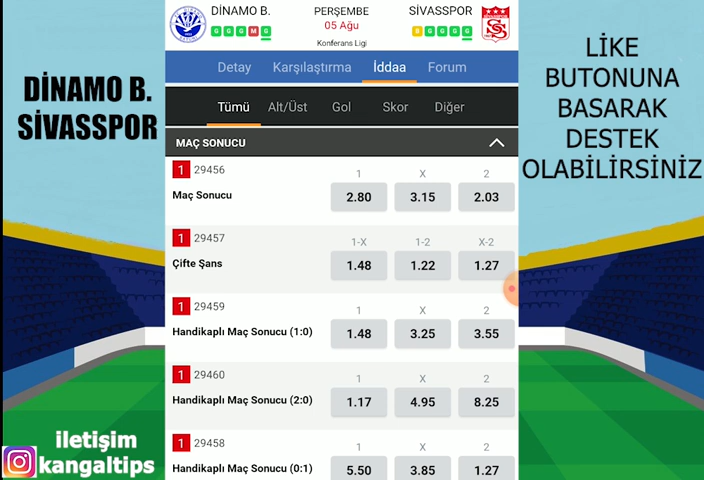 DİNAMO B.
SİVASSPOR
DİNAMO B.
G G G M G
PERŞEMBE
05 Ağu
Konferans Ligi
SİVASSPOR
B G G G G
Detay Karşılaştırma İddaa Forum
Tümü Alt/Üst Gol Skor Diğer
MAÇ SONUCU
1 29456 1 X 2
Maç Sonucu 2.80 3.15 2.03
1 29457 1-X 1-2 X-2
Çifte Şans 1.48 1.22 1.27
1 29459 1 X 2
Handikaplı Maç Sonucu (1:0) 1.48 3.25 3.55
1 29460 1 X 2
Handikaplı Maç Sonucu (2:0) 1.17 4.95 8.25
1 29458 1 X 2
Handikaplı Maç Sonucu (0:1) 5.50 3.85 1.27
LİKE
BUTONUNA
BASARAK
DESTEK
OLABİLİRSİNİZ
iletişim
kangaltips